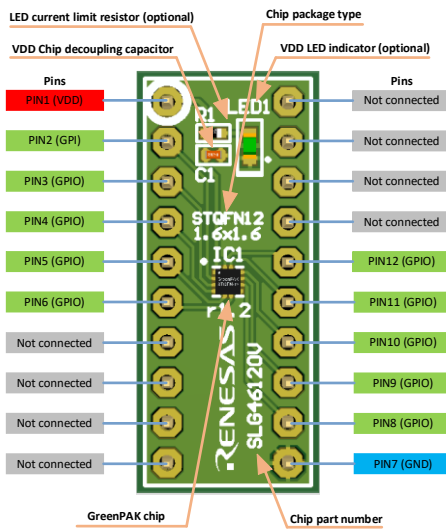 LED current limit resistor (optional)
Chip package type
VDD Chip decoupling capacitor
VDD LED indicator (optional)
Pins
Pins
PIN1 (VDD)
PIN2 (GPI)
PIN3 (GPIO)
PIN4 (GPIO)
PIN5 (GPIO)
PIN6 (GPIO)
Not connected
Not connected
Not connected
Not connected
R1
LED1
C1
STQFN12
1.6x1.6
IC1
r1.2
RENESAS
SLG46120V
Not connected
Not connected
Not connected
Not connected
PIN12 (GPIO)
PIN11 (GPIO)
PIN10 (GPIO)
PIN9 (GPIO)
PIN8 (GPIO)
PIN7 (GND)
GreenPAK chip
Chip part number